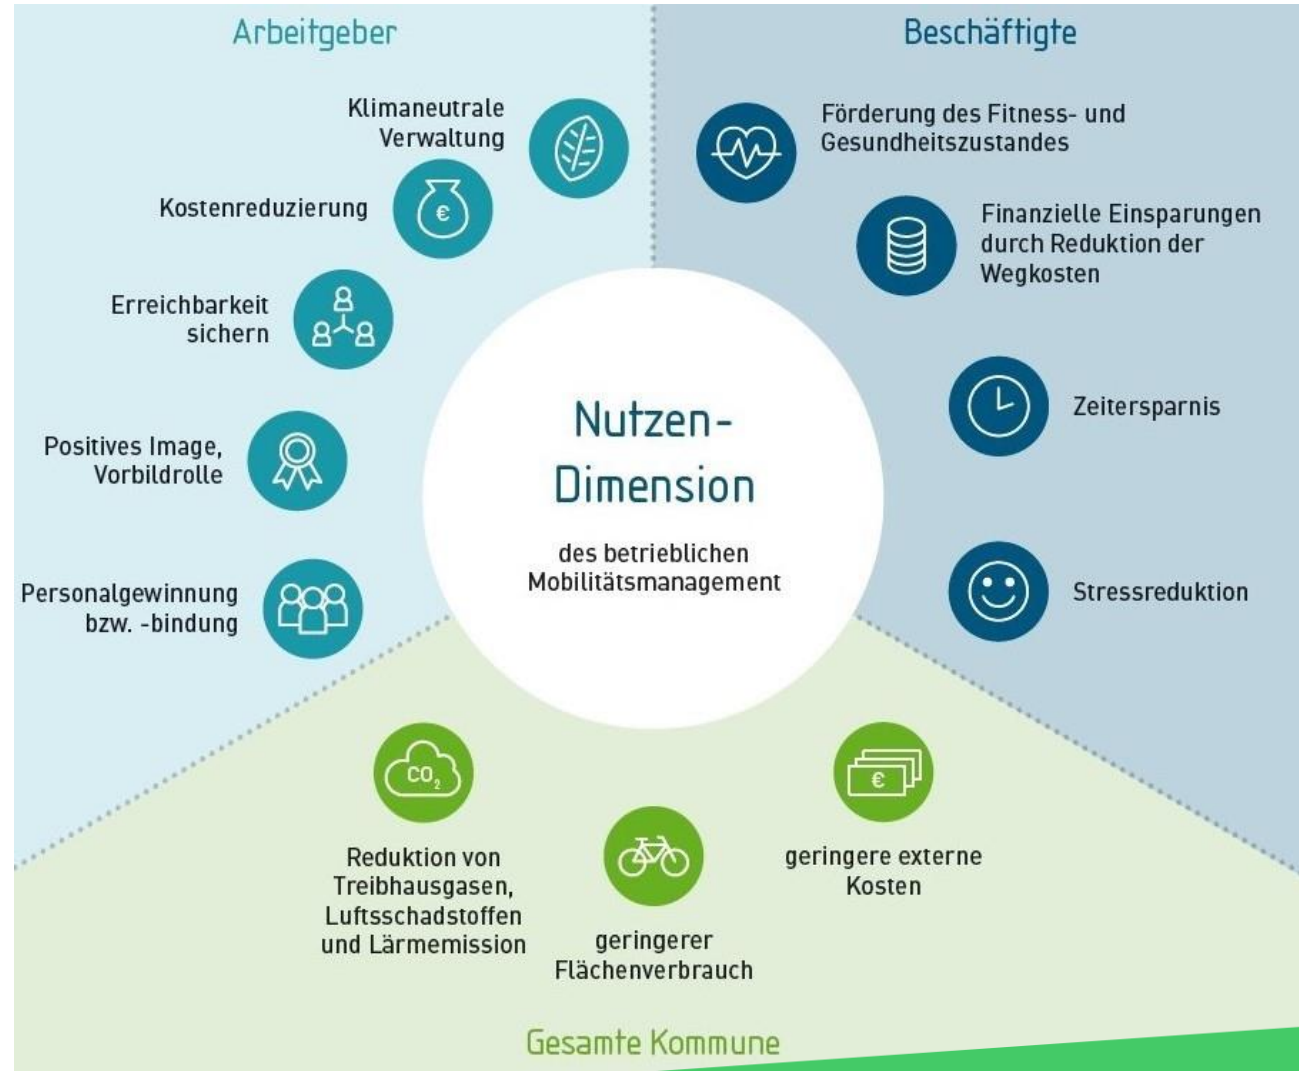 Arbeitgeber
Klimaneutrale
Verwaltung
Kostenreduzierung
€
Erreichbarkeit
sichern
Positives Image,
Vorbildrolle
Personalgewinnung
bzw. -bindung
Beschäftigte
Förderung des Fitness- und
Gesundheitszustandes
Finanzielle Einsparungen
durch Reduktion der
Wegkosten
Zeitersparnis
Stressreduktion
Nutzen-
Dimension
des betrieblichen
Mobilitätsmanagement
CO₂
Reduktion von
Treibhausgasen,
Luftsschadstoffen
und Lärmemission
geringerer
Flächenverbrauch
€
geringere externe
Kosten
Gesamte Kommune